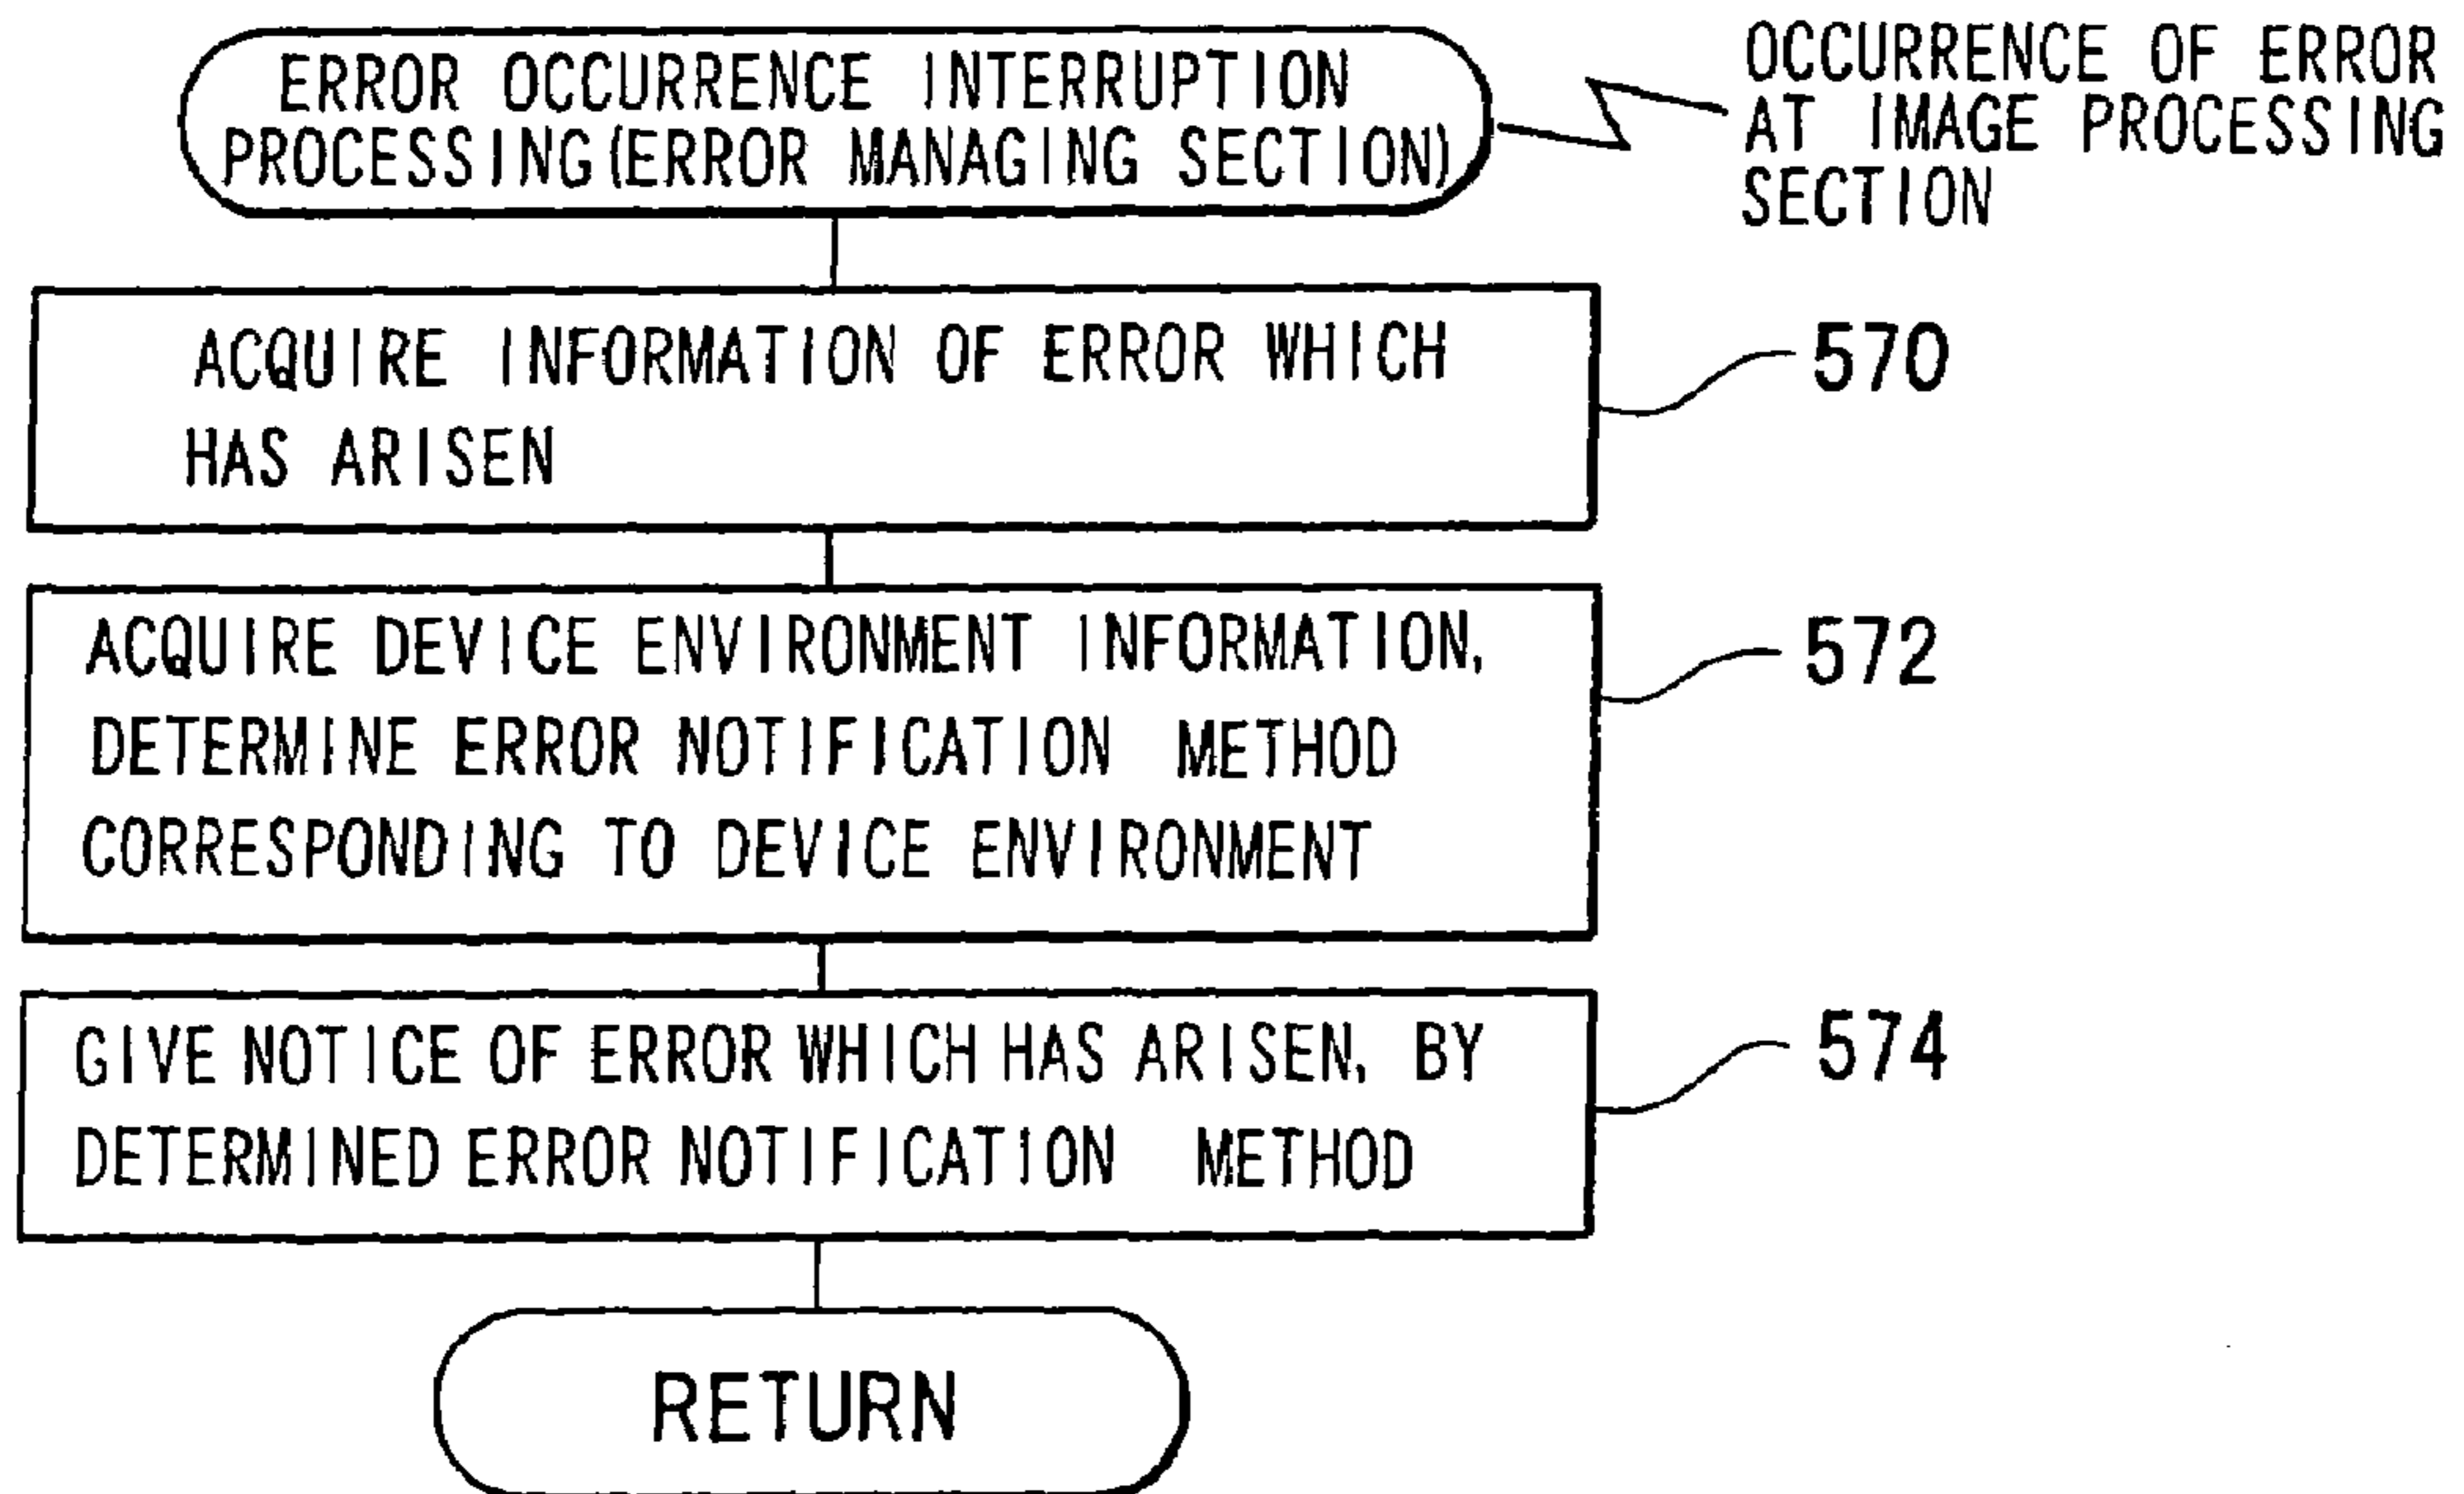 ERROR OCCURRENCE INTERRUPTION
PROCESSING(ERROR MANAGING SECTION)
OCCURRENCE OF ERROR
AT IMAGE PROCESSING
SECTION
ACQUIRE INFORMATION OF ERROR WHICH
HAS ARISEN
570
ACQUIRE DEVICE ENVIRONMENT INFORMATION,
DETERMINE ERROR NOTIFICATION METHOD
CORRESPONDING TO DEVICE ENVIRONMENT
572
GIVE NOTICE OF ERROR WHICH HAS ARISEN, BY
DETERMINED ERROR NOTIFICATION METHOD
574
RETURN